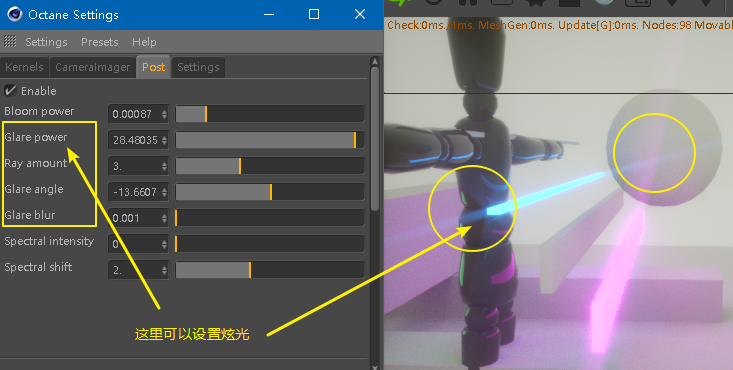 Octane Settings
Settings Presets Help
Kernels CameraImager Post Settings
Enable
Bloom power 0.00087
Glare power 28.48035
Ray amount 3.
Glare angle -13.6607
Glare blur 0.001
Spectral intensity 0
Spectral shift 2.
这里可以设置炫光
Check:0ms./1ms. MeshGen:0ms. Update[G]:0ms. Nodes:98 Movab